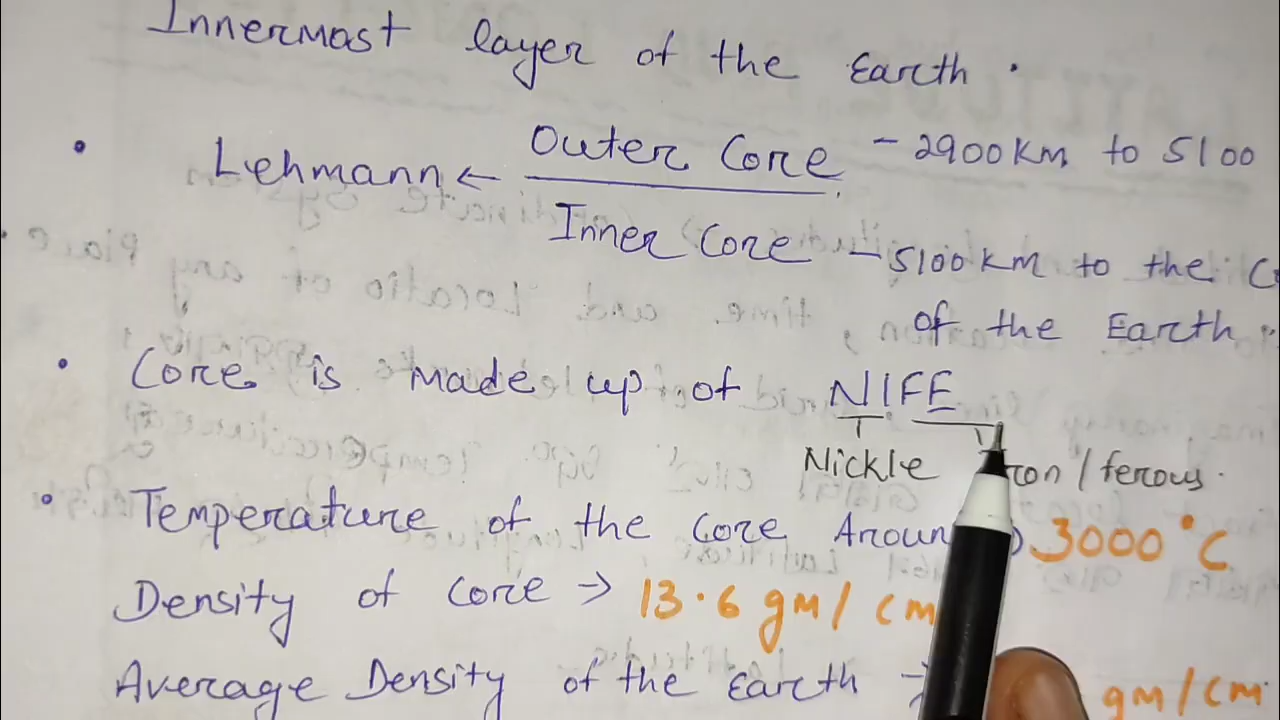 Innermost layer of the Earth .
• Outer Core - 2900 km to 5100
Lehmann ←
Inner Core - 5100 km to the
of the Earth
• Core is made up of NIFE
Nickle / ferous.
• Temperature of the Core Around 3000°C
Density of Core → 13.6 gm / cm
Average Density of the Earth → gm / cm